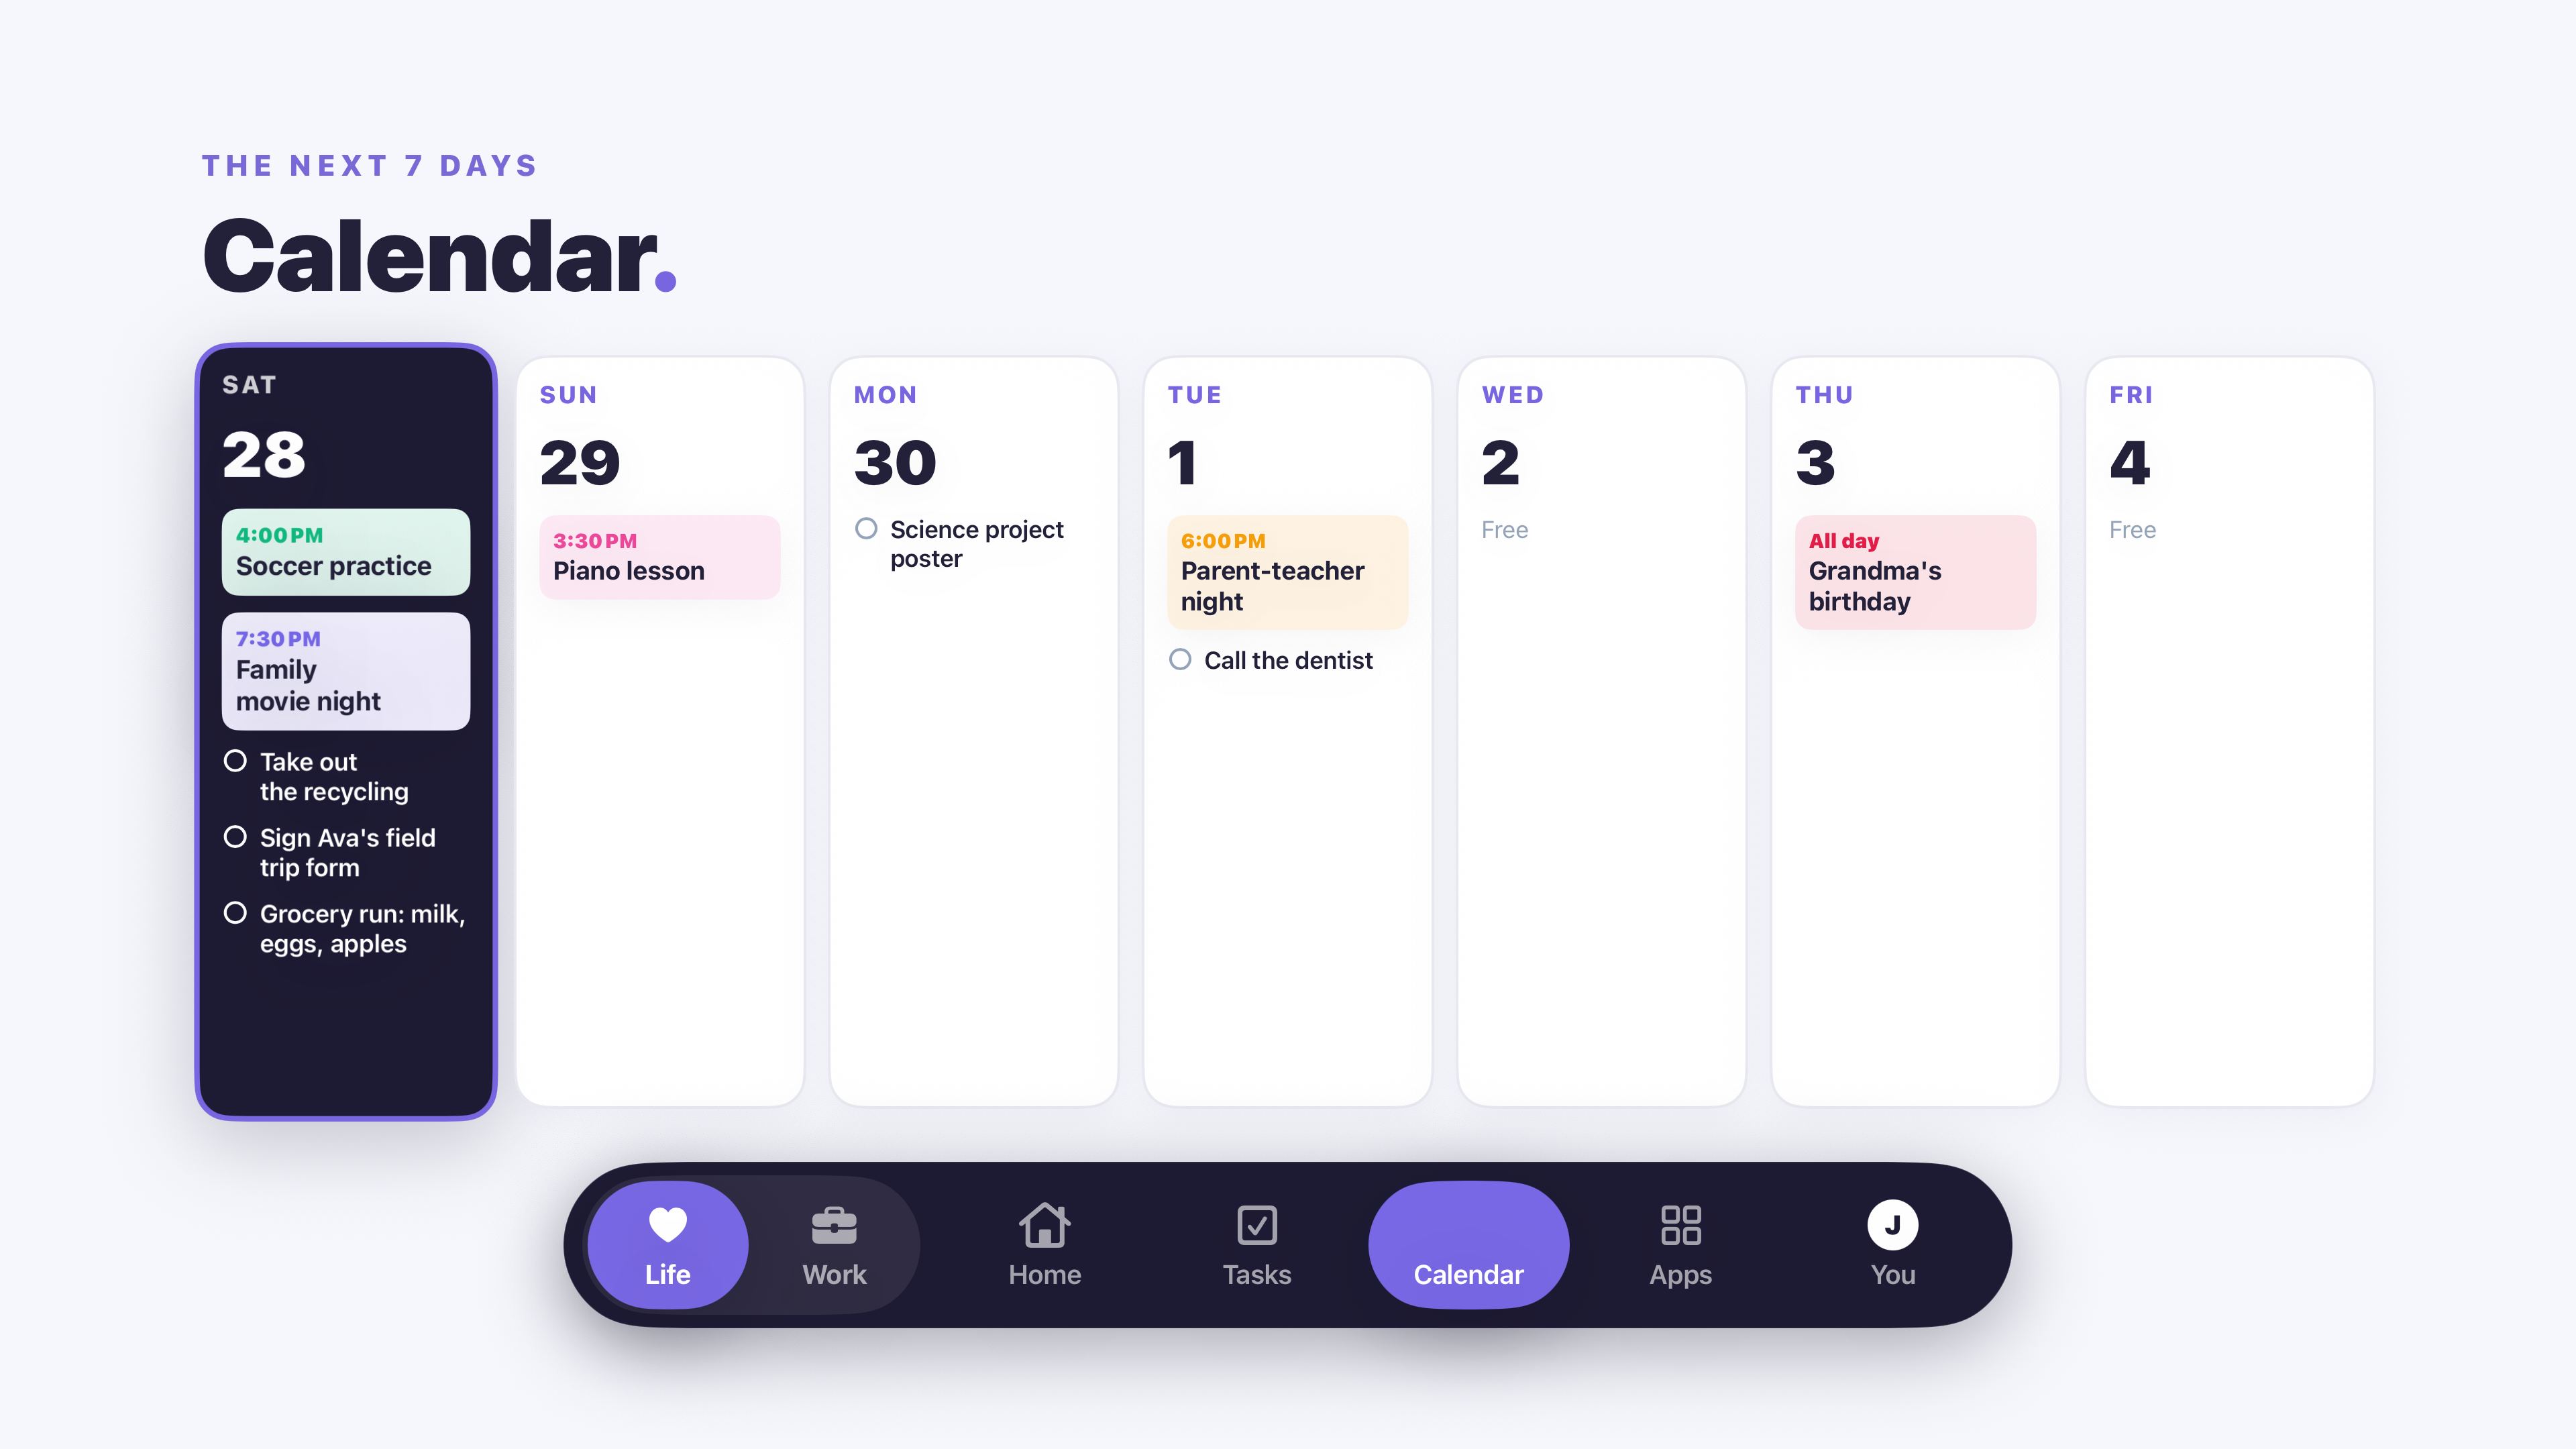 THE NEXT 7 DAYS
Calendar.
SAT
28
4:00 PM
Soccer practice
7:30 PM
Family
movie night
Take out
the recycling
Sign Ava's field
trip form
Grocery run: milk,
eggs, apples
SUN
29
3:30 PM
Piano lesson
MON
30
Science project
poster
TUE
1
6:00 PM
Parent-teacher
night
Call the dentist
WED
2
Free
THU
3
All day
Grandma's
birthday
FRI
4
Free
Life
Work
Home
Tasks
Calendar
Apps
J
You